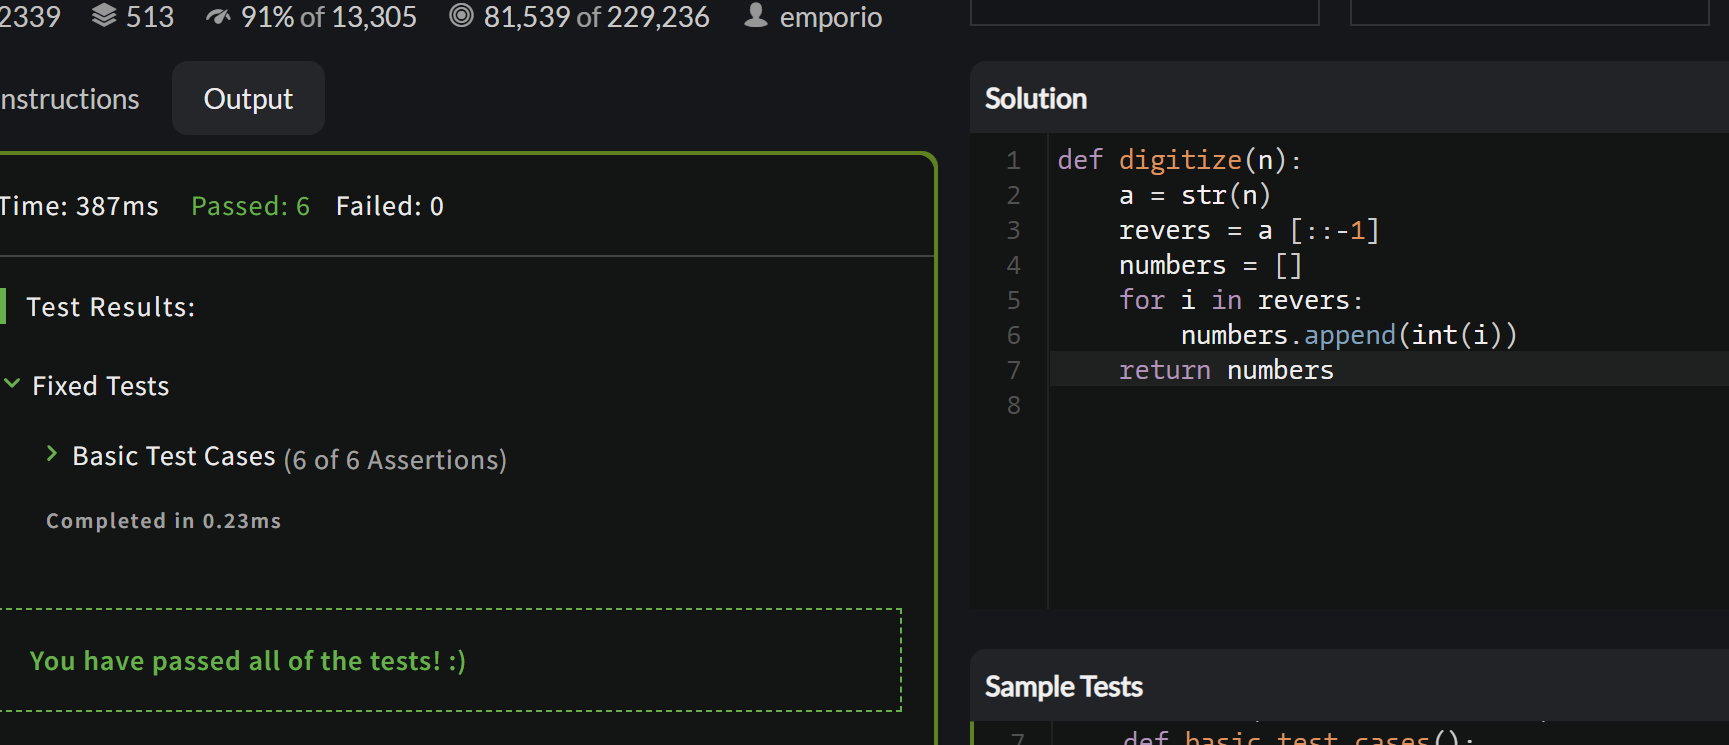 2339 513 91% of 13,305 81,539 of 229,236 emporio
nstructions Output
Time: 387ms Passed: 6 Failed: 0
Test Results:
Fixed Tests
Basic Test Cases (6 of 6 Assertions)
Completed in 0.23ms
You have passed all of the tests! :)
Solution
1 def digitize(n):
2 a = str(n)
3 revers = a [::-1]
4 numbers = []
5 for i in revers:
6 numbers.append(int(i))
7 return numbers
8
Sample Tests
7 def basic_test_cases():